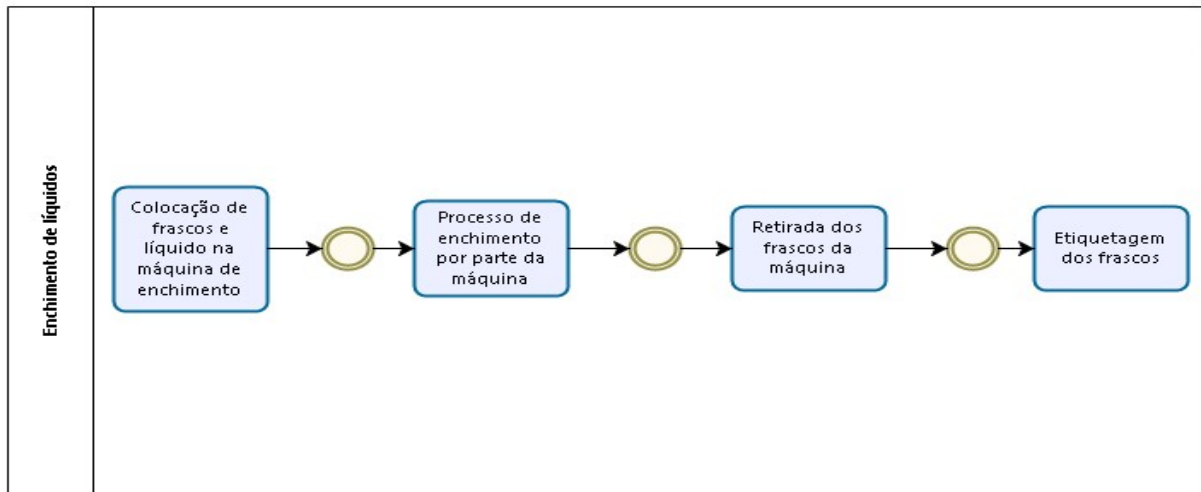 Enchimento de líquidos
Colocação de
frascos e
líquido na
máquina de
enchimento
Processo de
enchimento
por parte da
máquina
Retirada dos
frascos da
máquina
Etiquetagem
dos frascos